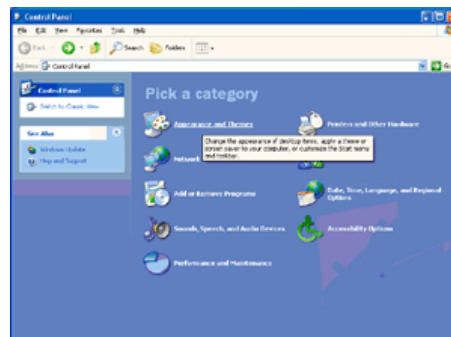 Control Panel
File Edit View Favorites Tools Help
Back Search Folders
Address Control Panel Go
Control Panel
Switch to Classic View
See Also
Windows Update
Help and Support
Pick a category
Appearance and Themes
Printers and Other Hardware
Change the appearance of desktop items, apply a theme or
screen saver to your computer, or customize the Start menu
and taskbar.
Network
Add or Remove Programs
Date, Time, Language, and Regional
Options
Sounds, Speech, and Audio Devices
Accessibility Options
Performance and Maintenance